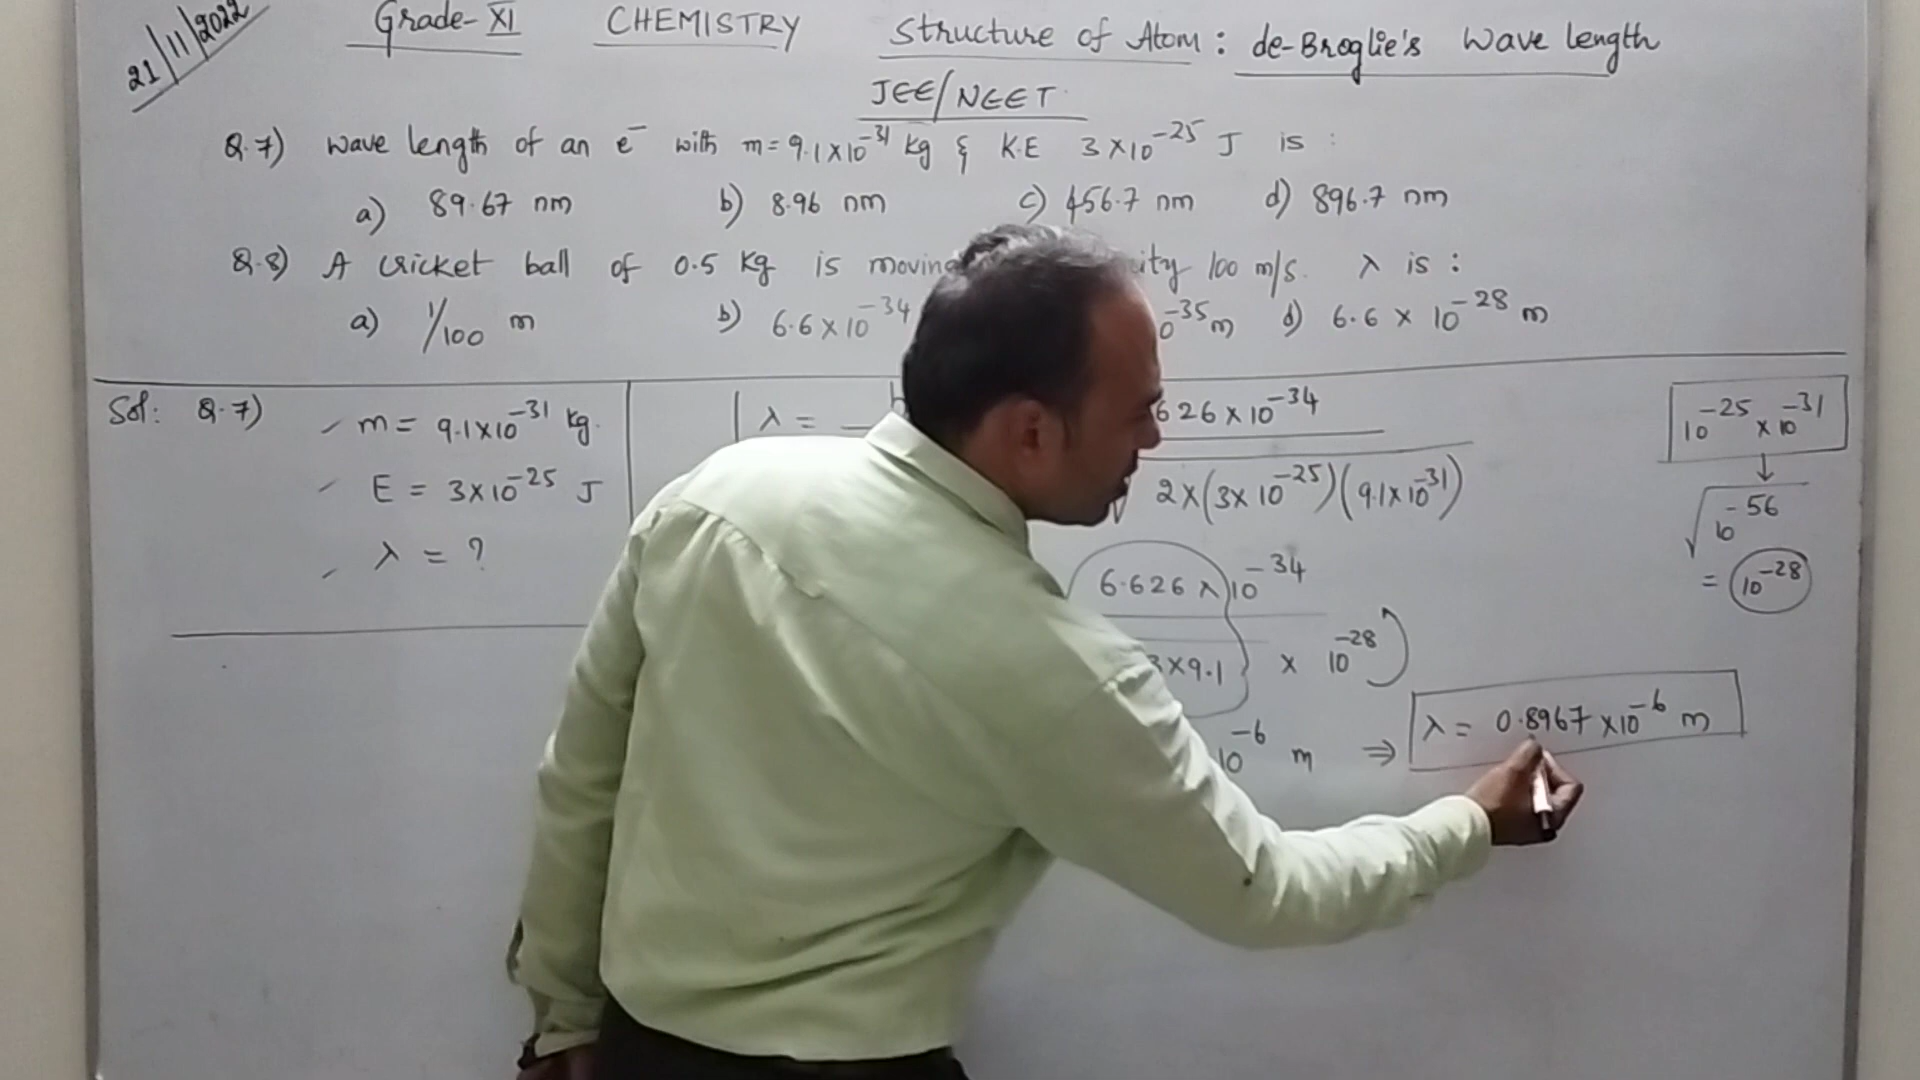 21/11/2022
Grade-XI CHEMISTRY Structure of Atom: de-Broglie's Wave length
JEE/NEET
Q.7) Wave length of an e⁻ with m=9.1×10⁻³¹ kg & K.E 3×10⁻²⁵ J is :
a) 89.67 nm b) 8.96 nm c) 456.7 nm d) 896.7 nm
Q.8) A cricket ball of 0.5 Kg is moving 100 m/s. λ is :
a) 1/100 m b) 6.6×10⁻³⁴ ⁻³⁵m d) 6.6 × 10⁻²⁸ m
Sol: Q.7)
m = 9.1×10⁻³¹ kg.
E = 3×10⁻²⁵ J
λ = ?
λ = h
626×10⁻³⁴
2×(3×10⁻²⁵)(9.1×10⁻³¹)
6.626 × 10⁻³⁴
3×9.1 × 10⁻²⁸
10⁻⁶ m ⇒ λ = 0.8967×10⁻⁶ m
10⁻²⁵ × 10⁻³¹
↓
√10⁻⁵⁶
= 10⁻²⁸